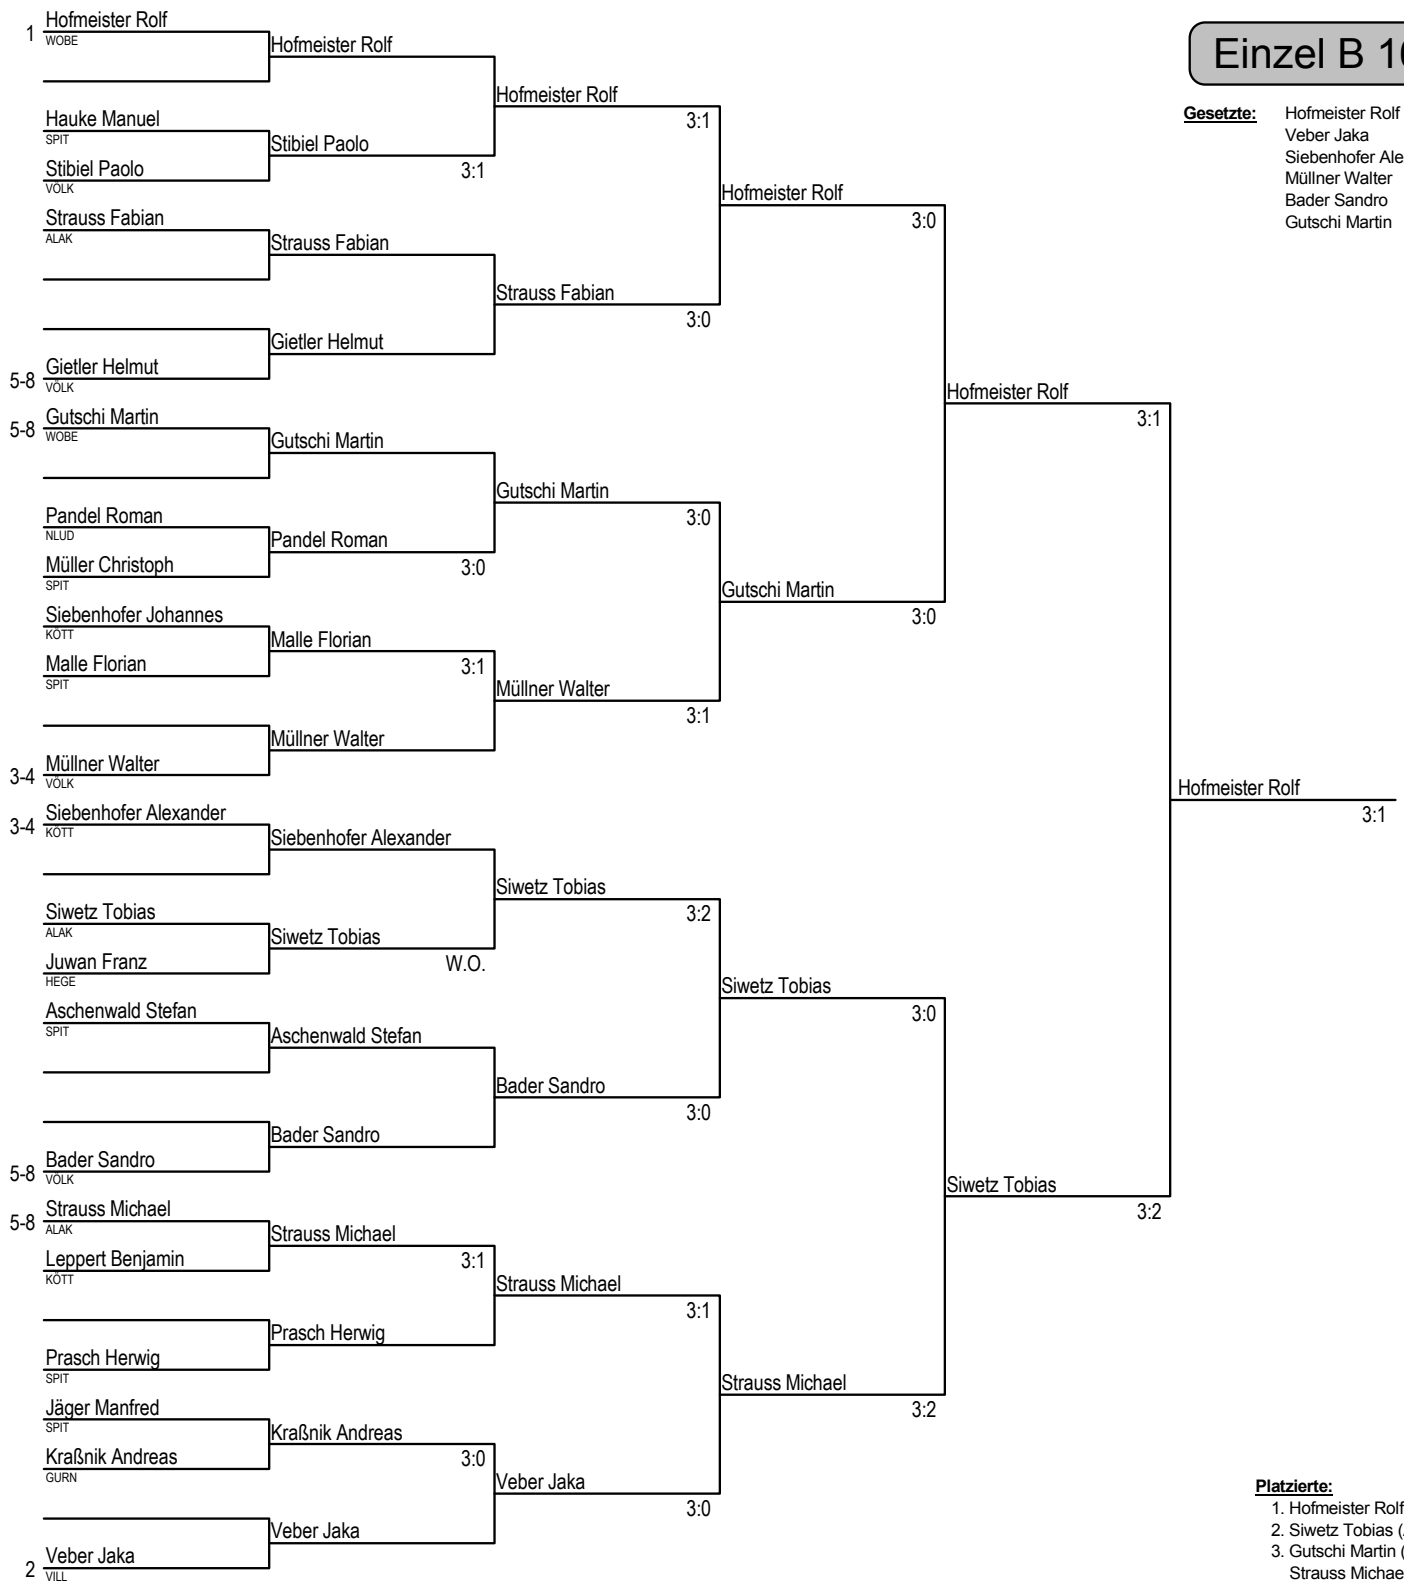 1 Hofmeister Rolf
WOBE
Hauke Manuel
SPIT
Stibiel Paolo
VÖLK
Strauss Fabian
ALAK
5-8 Gietler Helmut
VÖLK
5-8 Gutschi Martin
WOBE
Pandel Roman
NLUD
Müller Christoph
SPIT
Siebenhofer Johannes
KÖTT
Malle Florian
SPIT
3-4 Müllner Walter
VÖLK
3-4 Siebenhofer Alexander
KÖTT
Siwetz Tobias
ALAK
Juwan Franz
HEGE
Aschenwald Stefan
SPIT
5-8 Bader Sandro
VÖLK
5-8 Strauss Michael
ALAK
Leppert Benjamin
KÖTT
Prasch Herwig
SPIT
Jäger Manfred
SPIT
Kraßnik Andreas
GURN
2 Veber Jaka
VILL
Hofmeister Rolf
Stibiel Paolo
3:1
Strauss Fabian
Gietler Helmut
Gutschi Martin
Pandel Roman
3:0
Malle Florian
3:1
Müllner Walter
Siebenhofer Alexander
Siwetz Tobias
W.O.
Aschenwald Stefan
Bader Sandro
Strauss Michael
3:1
Prasch Herwig
Kraßnik Andreas
3:0
Veber Jaka
Hofmeister Rolf
3:1
Strauss Fabian
3:0
Gutschi Martin
3:0
Müllner Walter
3:1
Siwetz Tobias
3:2
Bader Sandro
3:0
Strauss Michael
3:1
Veber Jaka
3:0
Hofmeister Rolf
3:0
Gutschi Martin
3:0
Siwetz Tobias
3:0
Strauss Michael
3:2
Hofmeister Rolf
3:1
Siwetz Tobias
3:2
Hofmeister Rolf
3:1
Einzel B 1
Gesetzte: Hofmeister Rolf
Veber Jaka
Siebenhofer Ale
Müllner Walter
Bader Sandro
Gutschi Martin
Platzierte:
1. Hofmeister Rolf
2. Siwetz Tobias (
3. Gutschi Martin (
Strauss Michae